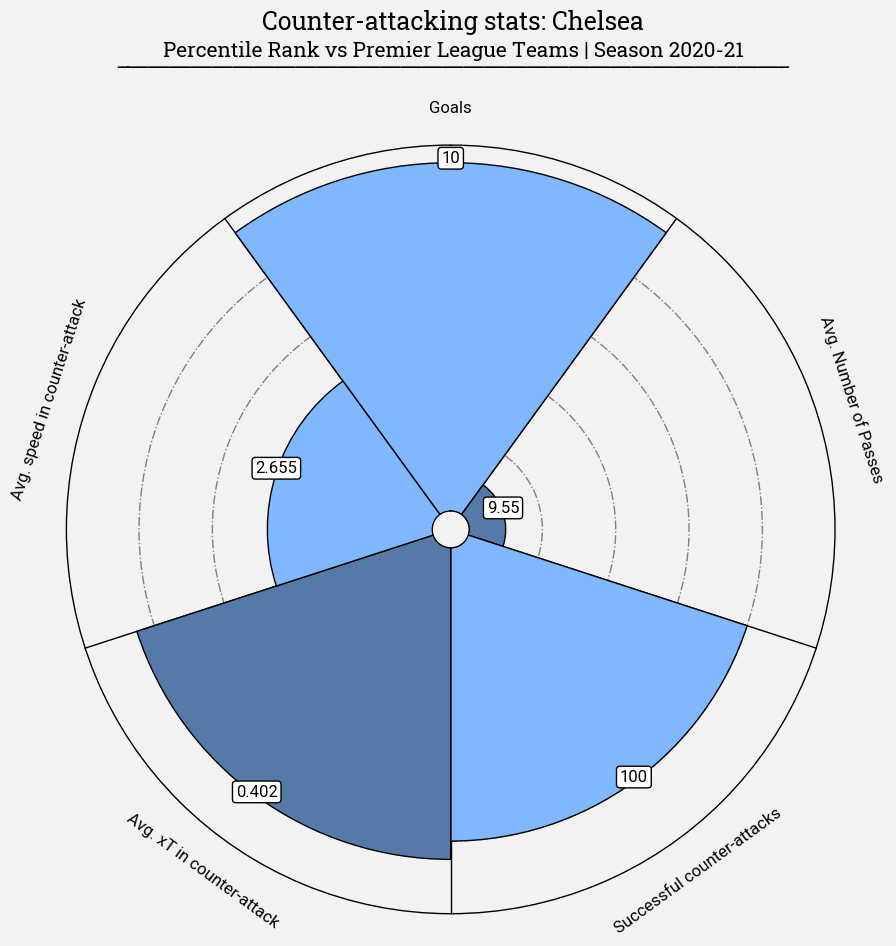 Counter-attacking stats: Chelsea
Percentile Rank vs Premier League Teams | Season 2020-21
Goals
10
Avg. speed in counter-attack
Avg. Number of Passes
2.655
9.55
100
0.402
Avg. xT in counter-attack
Successful counter-attacks